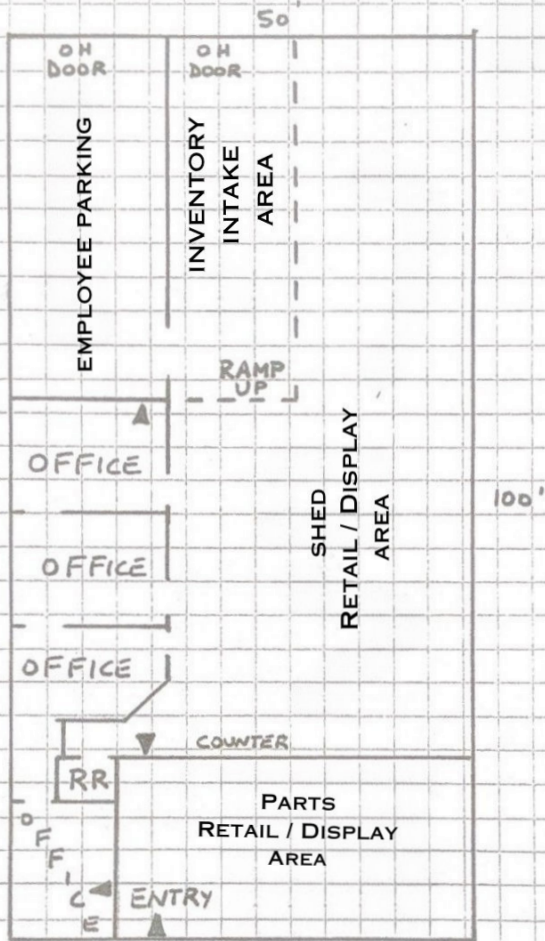 50'
OH
DOOR
OH
DOOR
EMPLOYEE PARKING
INVENTORY
INTAKE
AREA
RAMP
UP
OFFICE
SHED
RETAIL / DISPLAY
AREA
100'
OFFICE
OFFICE
COUNTER
RR
PARTS
RETAIL / DISPLAY
AREA
OFFICE
ENTRY